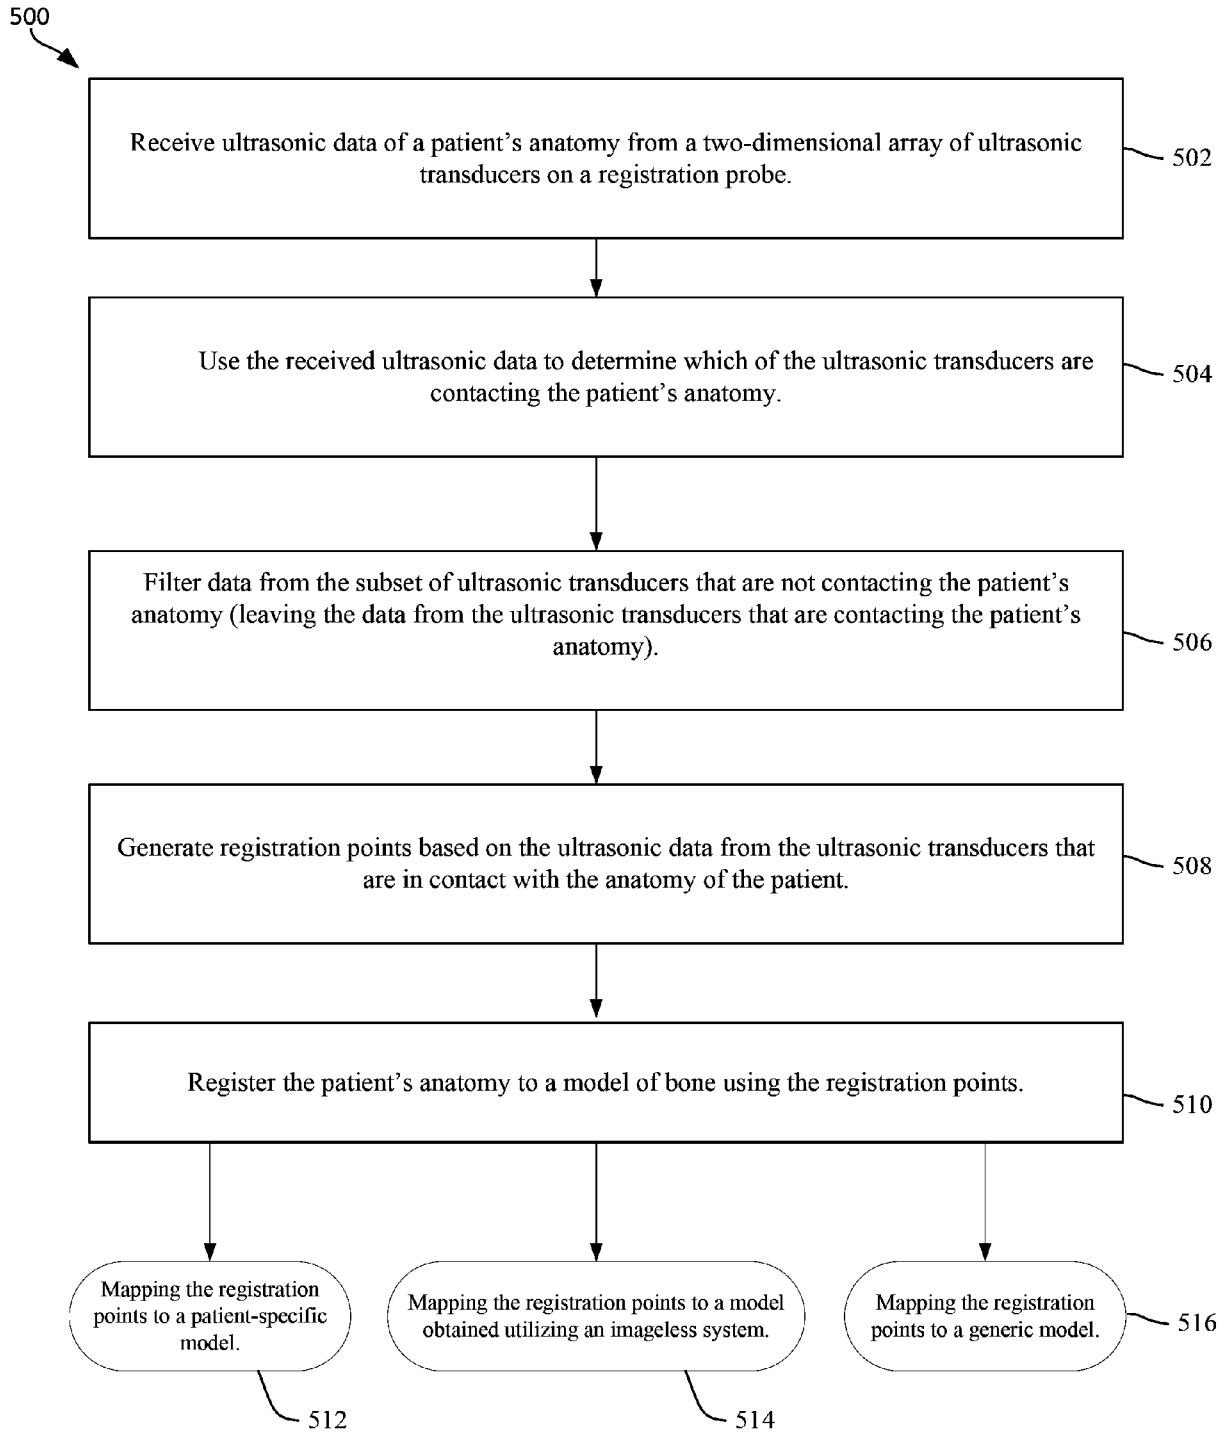 500
Receive ultrasonic data of a patient’s anatomy from a two-dimensional array of ultrasonic
transducers on a registration probe.
502
Use the received ultrasonic data to determine which of the ultrasonic transducers are
contacting the patient’s anatomy.
504
Filter data from the subset of ultrasonic transducers that are not contacting the patient’s
anatomy (leaving the data from the ultrasonic transducers that are contacting the patient’s
anatomy).
506
Generate registration points based on the ultrasonic data from the ultrasonic transducers that
are in contact with the anatomy of the patient.
508
Register the patient’s anatomy to a model of bone using the registration points.
510
Mapping the registration
points to a patient-specific
model.
512
Mapping the registration points to a model
obtained utilizing an imageless system.
514
Mapping the registration
points to a generic model.
516